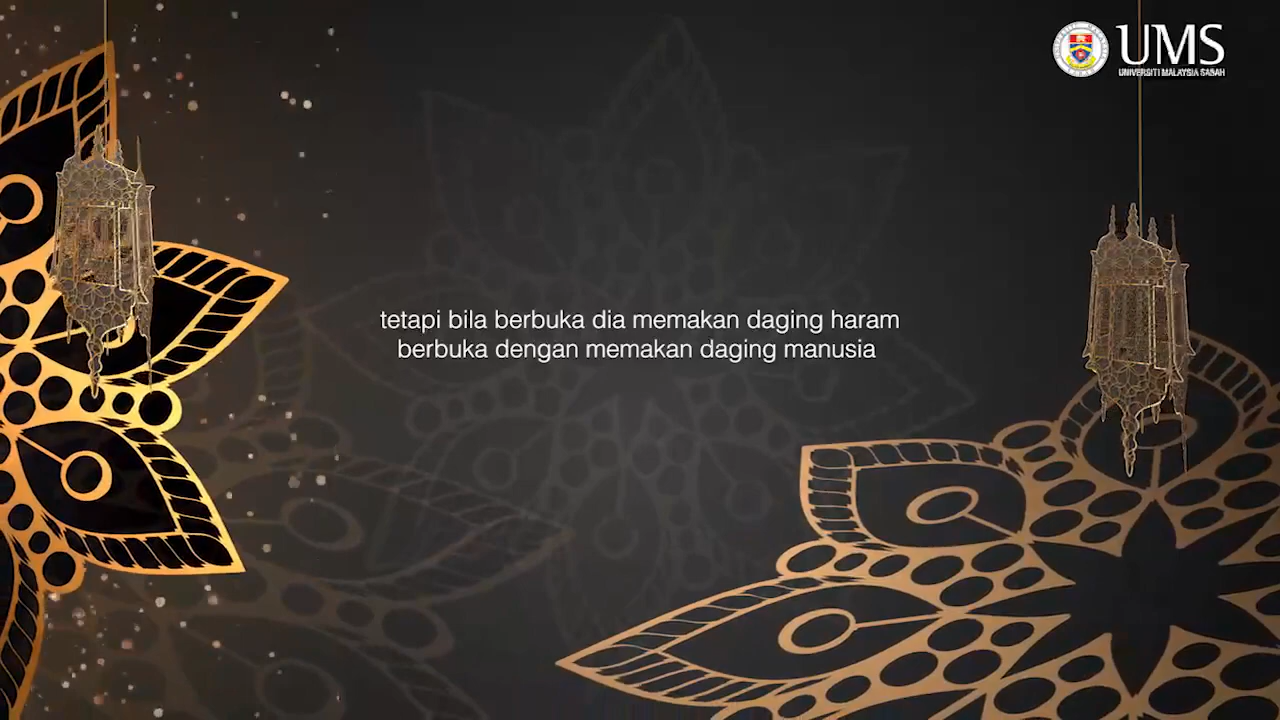 UMS
UNIVERSITI MALAYSIA SABAH
tetapi bila berbuka dia memakan daging haram
berbuka dengan memakan daging manusia